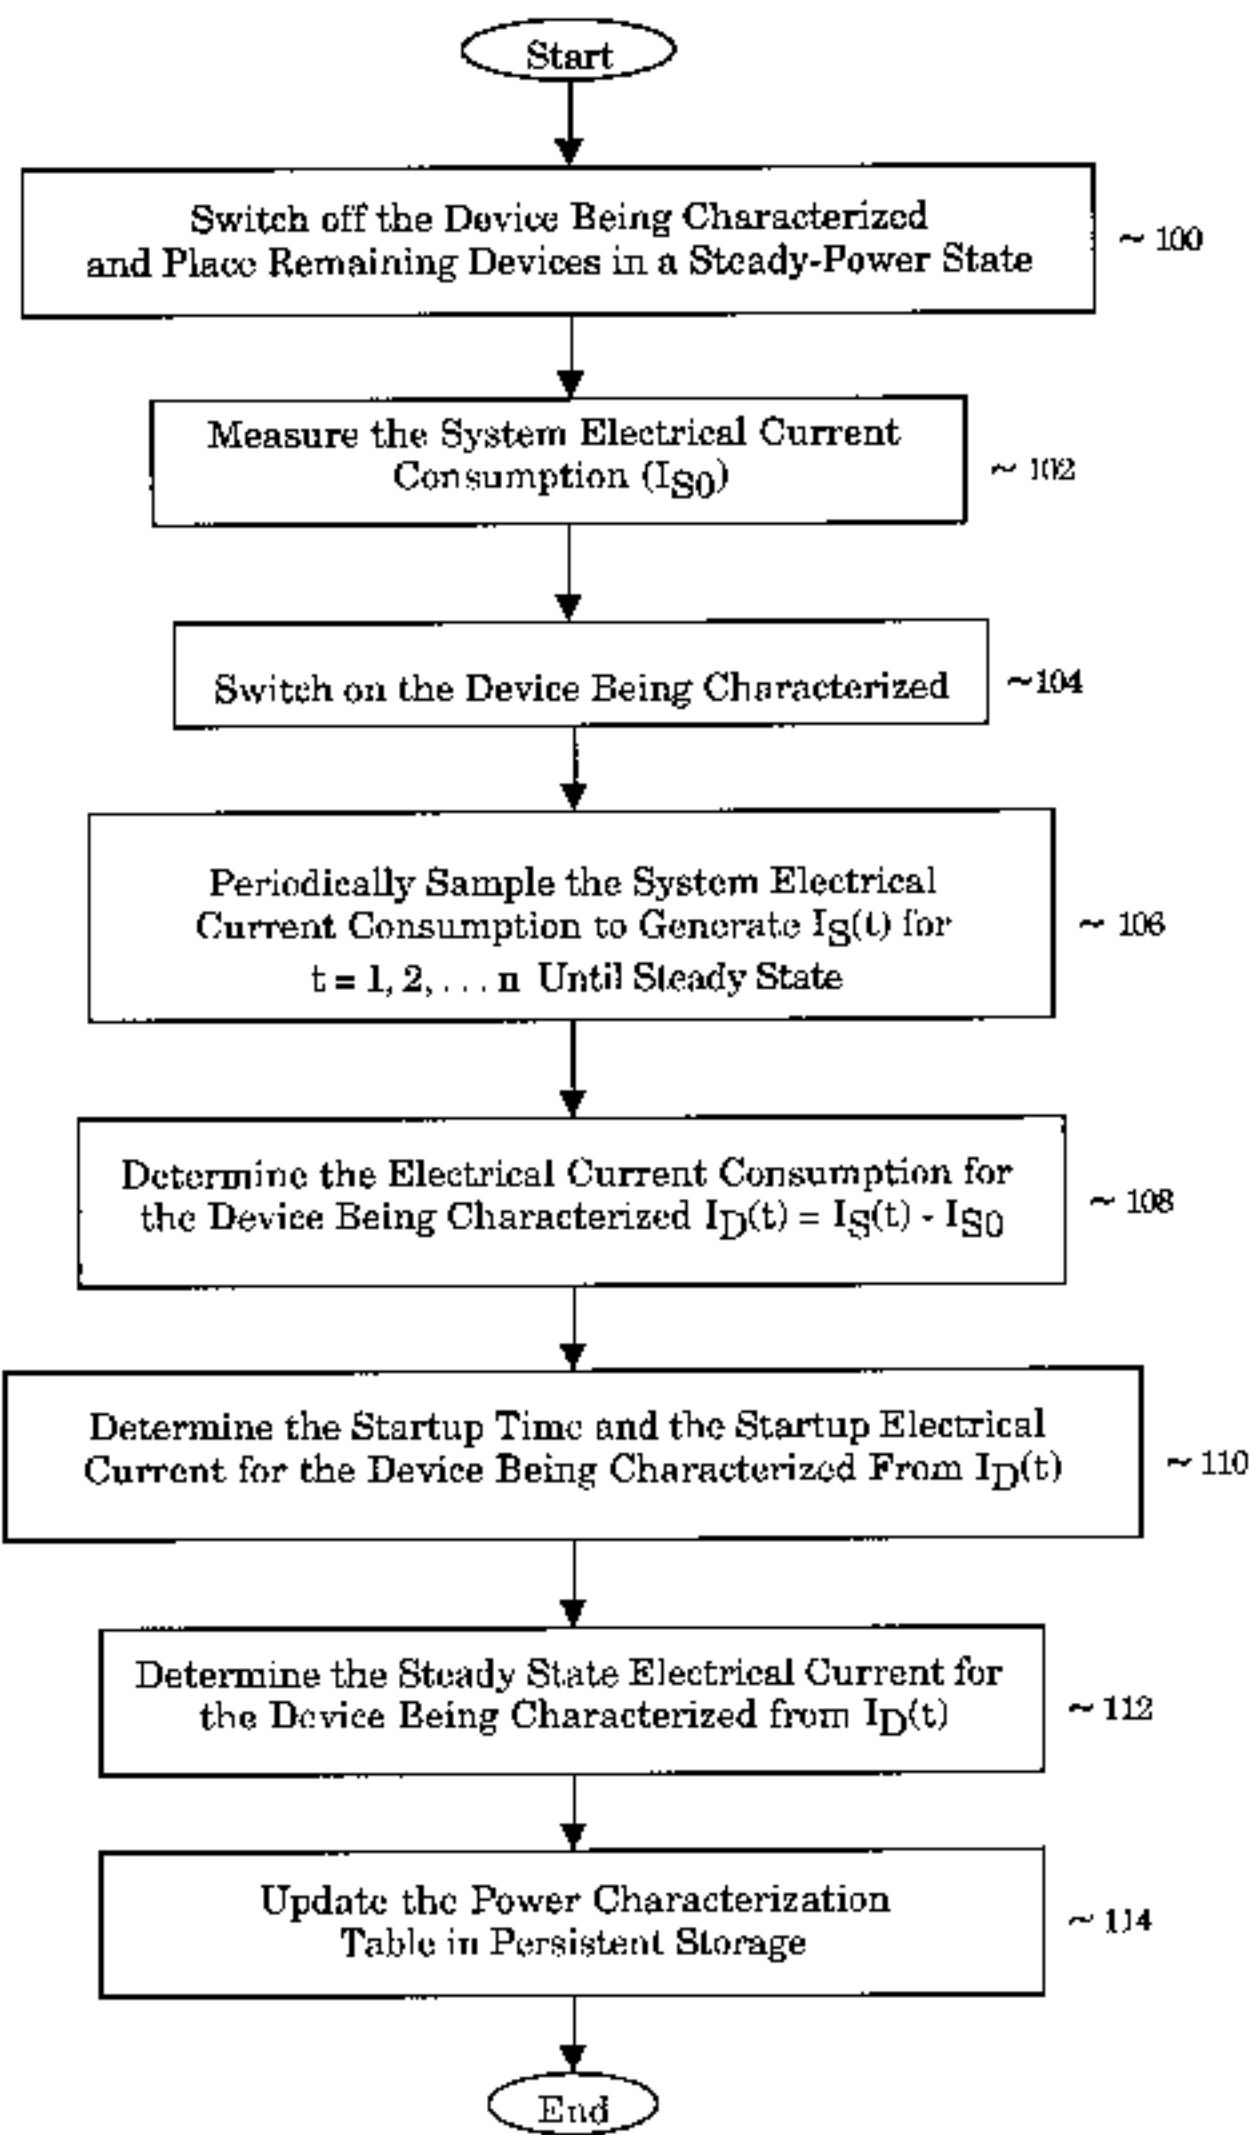 Start
Switch off the Device Being Characterized
and Place Remaining Devices in a Steady-Power State
~ 100
Measure the System Electrical Current
Consumption (IS0)
~ 102
Switch on the Device Being Characterized
~104
Periodically Sample the System Electrical
Current Consumption to Generate IS(t) for
t = 1, 2, . . . n Until Steady State
~ 106
Determine the Electrical Current Consumption for
the Device Being Characterized ID(t) = IS(t) - IS0
~ 108
Determine the Startup Time and the Startup Electrical
Current for the Device Being Characterized From ID(t)
~ 110
Determine the Steady State Electrical Current for
the Device Being Characterized from ID(t)
~ 112
Update the Power Characterization
Table in Persistent Storage
~ 114
End